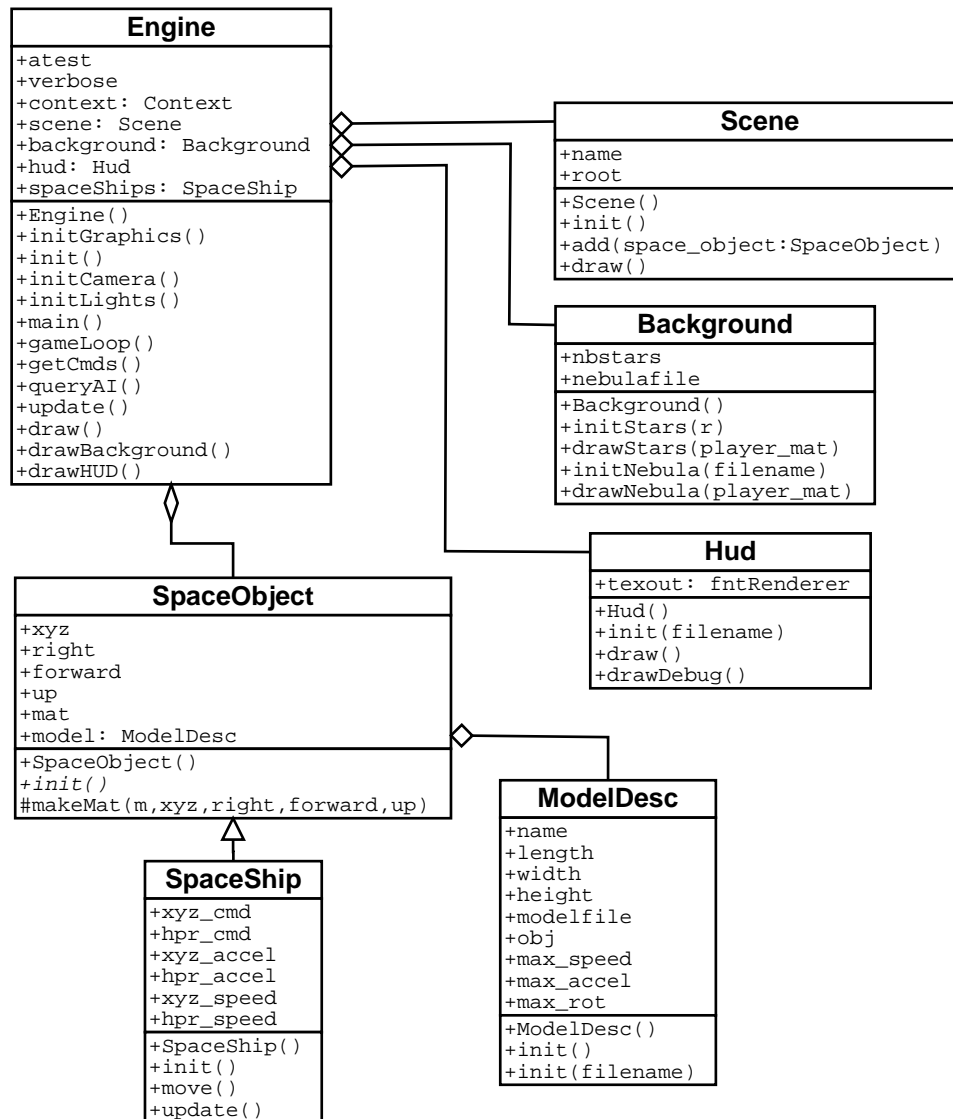 Engine
+atest
+verbose
+context: Context
+scene: Scene
+background: Background
+hud: Hud
+spaceShips: SpaceShip
+Engine()
+initGraphics()
+init()
+initCamera()
+initLights()
+main()
+gameLoop()
+getCmds()
+queryAI()
+update()
+draw()
+drawBackground()
+drawHUD()
Scene
+name
+root
+Scene()
+init()
+add(space_object:SpaceObject)
+draw()
Background
+nbstars
+nebulafile
+Background()
+initStars(r)
+drawStars(player_mat)
+initNebula(filename)
+drawNebula(player_mat)
Hud
+texout: fntRenderer
+Hud()
+init(filename)
+draw()
+drawDebug()
SpaceObject
+xyz
+right
+forward
+up
+mat
+model: ModelDesc
+SpaceObject()
+init()
#makeMat(m,xyz,right,forward,up)
ModelDesc
+name
+length
+width
+height
+modelfile
+obj
+max_speed
+max_accel
+max_rot
+ModelDesc()
+init()
+init(filename)
SpaceShip
+xyz_cmd
+hpr_cmd
+xyz_accel
+hpr_accel
+xyz_speed
+hpr_speed
+SpaceShip()
+init()
+move()
+update()